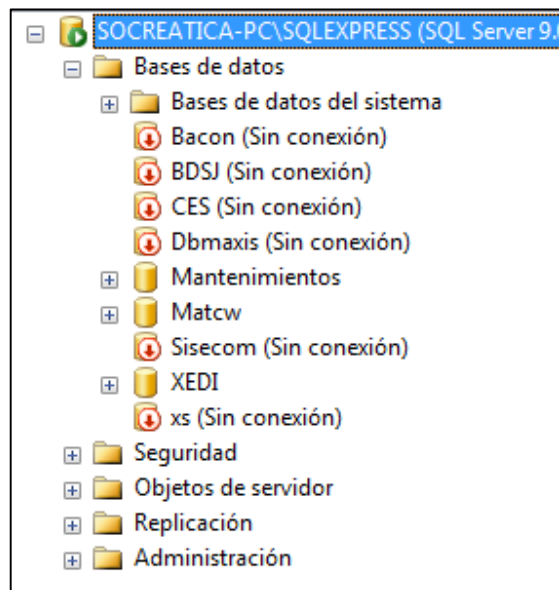 SOCREATICA-PC\SQLEXPRESS (SQL Server 9.0
Bases de datos
Bases de datos del sistema
Bacon (Sin conexión)
BDSJ (Sin conexión)
CES (Sin conexión)
Dbmaxis (Sin conexión)
Mantenimientos
Matcw
Sisecom (Sin conexión)
XEDI
xs (Sin conexión)
Seguridad
Objetos de servidor
Replicación
Administración